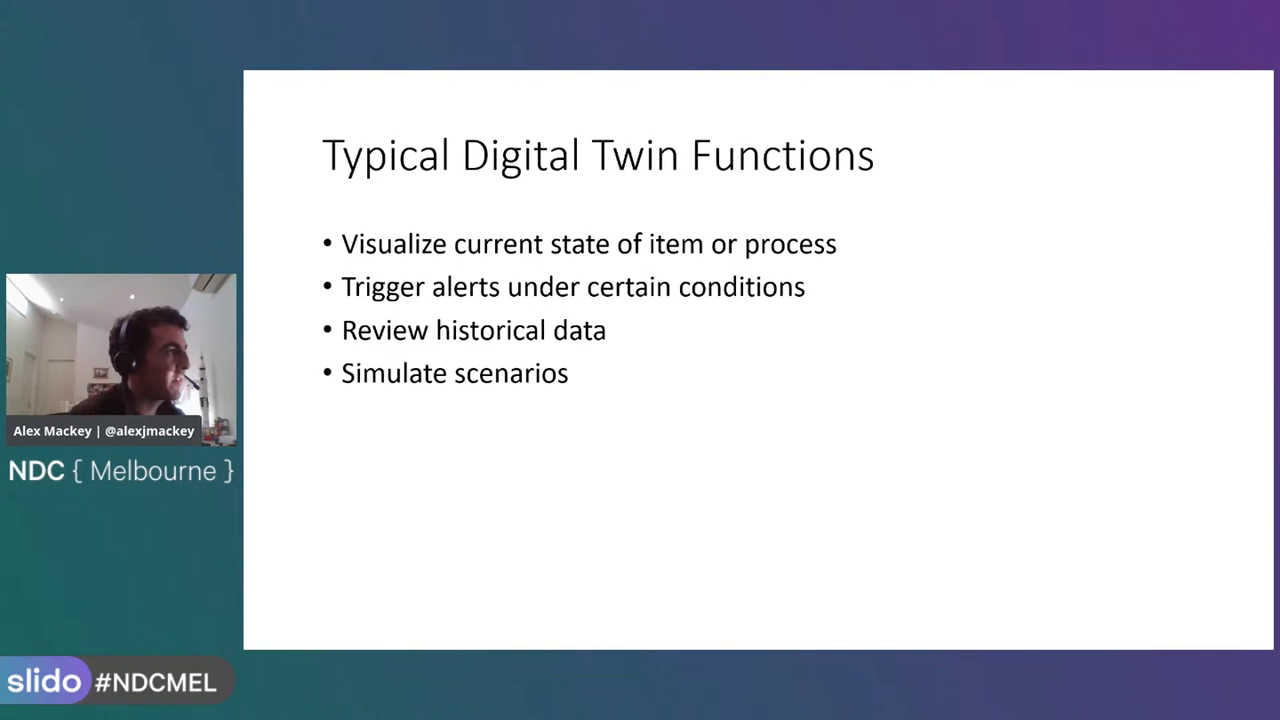 Typical Digital Twin Functions
• Visualize current state of item or process
• Trigger alerts under certain conditions
• Review historical data
• Simulate scenarios
Alex Mackey | @alexjmackey
NDC { Melbourne }
slido #NDCMEL